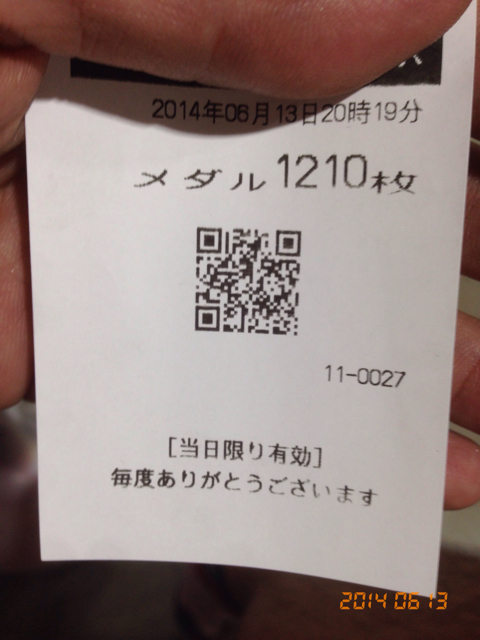 2014年06月13日20時19分
メダル1210枚
11-0027
[当日限り有効]
毎度ありがとうございます
2014 06 13